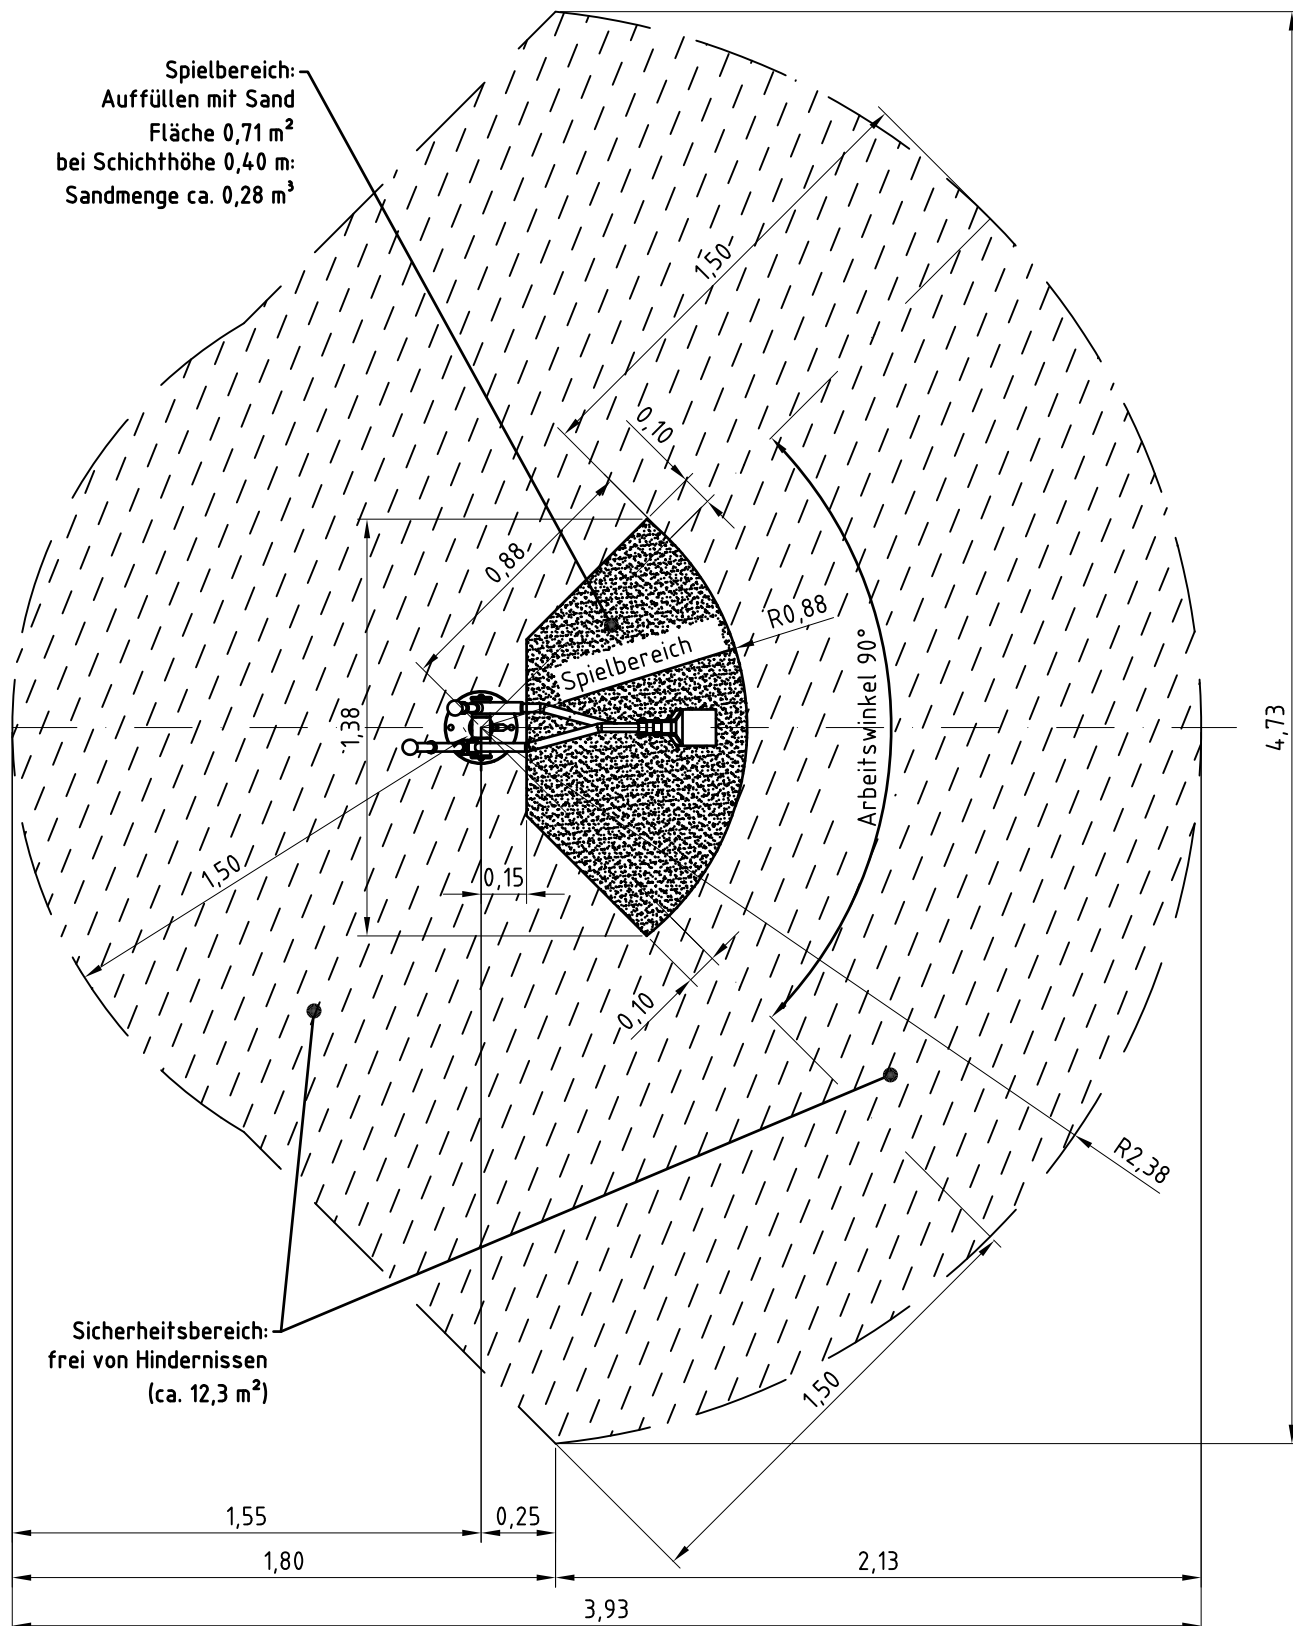 Spielbereich:
Auffüllen mit Sand
Fläche 0,71 m²
bei Schichthöhe 0,40 m:
Sandmenge ca. 0,28 m³
1,50
0,10
0,88
R0,88
Spielbereich
Arbeitswinkel 90°
1,38
4,73
1,50
0,15
0,10
R2,38
Sicherheitsbereich:
frei von Hindernissen
(ca. 12,3 m²)
1,50
1,55
0,25
1,80
2,13
3,93